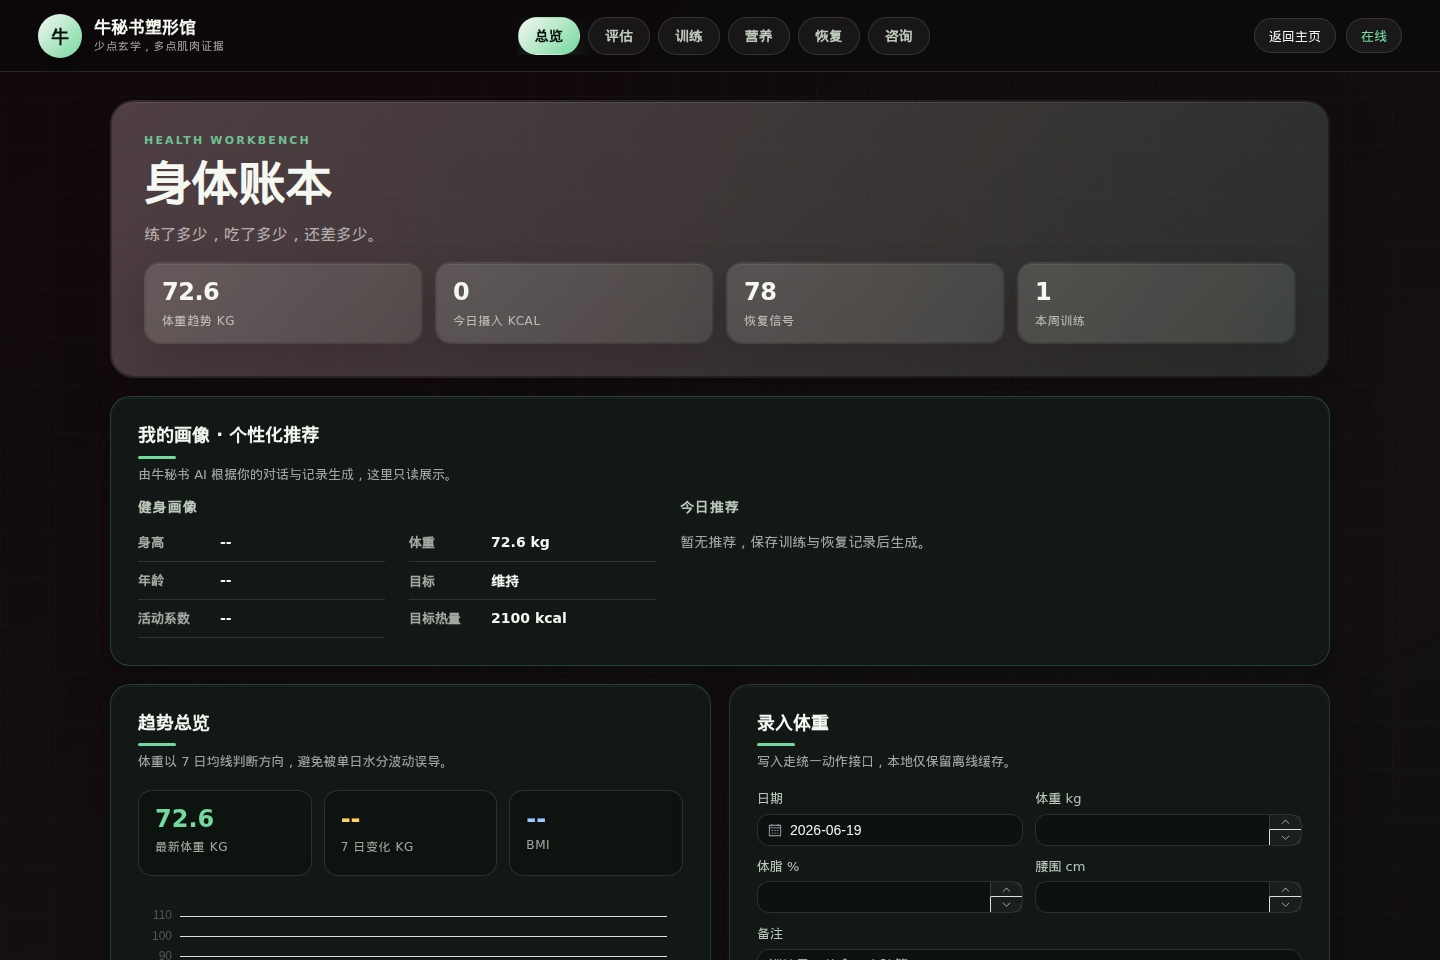 牛
牛秘书塑形馆
少点玄学，多点肌肉证据
总览
评估
训练
营养
恢复
咨询
返回主页
在线
HEALTH WORKBENCH
身体账本
练了多少，吃了多少，还差多少。
72.6
体重趋势 KG
0
今日摄入 KCAL
78
恢复信号
1
本周训练
我的画像 · 个性化推荐
由牛秘书 AI 根据你的对话与记录生成，这里只读展示。
健身画像
身高 --
体重 72.6 kg
年龄 --
目标 维持
活动系数 --
目标热量 2100 kcal
今日推荐
暂无推荐，保存训练与恢复记录后生成。
趋势总览
体重以 7 日均线判断方向，避免被单日水分波动误导。
72.6
最新体重 KG
--
7 日变化 KG
--
BMI
110
100
90
录入体重
写入走统一动作接口，本地仅保留离线缓存。
日期
2026-06-19
体重 kg
体脂 %
腰围 cm
备注